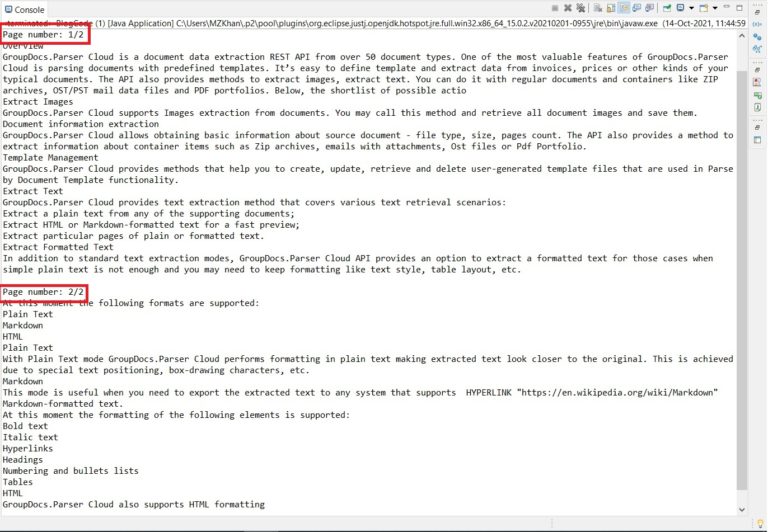 Console
<terminated> BlogCode (1) [Java Application] C:\Users\MZKhan\.p2\pool\plugins\org.eclipse.justj.openjdk.hotspot.jre.full.win32.x86_64_15.0.2.v20210201-0955\jre\bin\javaw.exe (14-Oct-2021, 11:44:59
Page number: 1/2
Overview
GroupDocs.Parser Cloud is a document data extraction REST API from over 50 document types. One of the most valuable features of GroupDocs.Parser
Cloud is parsing documents with predefined templates. It’s easy to define template and extract data from invoices, prices or other kinds of your
typical documents. The API also provides methods to extract images, extract text. You can do it with regular documents and containers like ZIP
archives, OST/PST mail data files and PDF portfolios. Below, the shortlist of possible actio
Extract Images
GroupDocs.Parser Cloud supports Images extraction from documents. You may call this method and retrieve all document images and save them.
Document information extraction
GroupDocs.Parser Cloud allows obtaining basic information about source document - file type, size, pages count. The API also provides a method to
extract information about container items such as Zip archives, emails with attachments, Ost files or Pdf Portfolio.
Template Management
GroupDocs.Parser Cloud provides methods that help you to create, update, retrieve and delete user-generated template files that are used in Parse
by Document Template functionality.
Extract Text
GroupDocs.Parser Cloud provides text extraction method that covers various text retrieval scenarios:
Extract a plain text from any of the supporting documents;
Extract HTML or Markdown-formatted text for a fast preview;
Extract particular pages of plain or formatted text.
Extract Formatted Text
In addition to standard text extraction modes, GroupDocs.Parser Cloud API provides an option to extract a formatted text for those cases when
simple plain text is not enough and you may need to keep formatting like text style, table layout, etc.
Page number: 2/2
At this moment the following formats are supported:
Plain Text
Markdown
HTML
Plain Text
With Plain Text mode GroupDocs.Parser Cloud performs formatting in plain text making extracted text look closer to the original. This is achieved
due to special text positioning, box-drawing characters, etc.
Markdown
This mode is useful when you need to export the extracted text to any system that supports  HYPERLINK "https://en.wikipedia.org/wiki/Markdown"
Markdown-formatted text.
At this moment the formatting of the following elements is supported:
Bold text
Italic text
Hyperlinks
Headings
Numbering and bullets lists
Tables
HTML
GroupDocs.Parser Cloud also supports HTML formatting